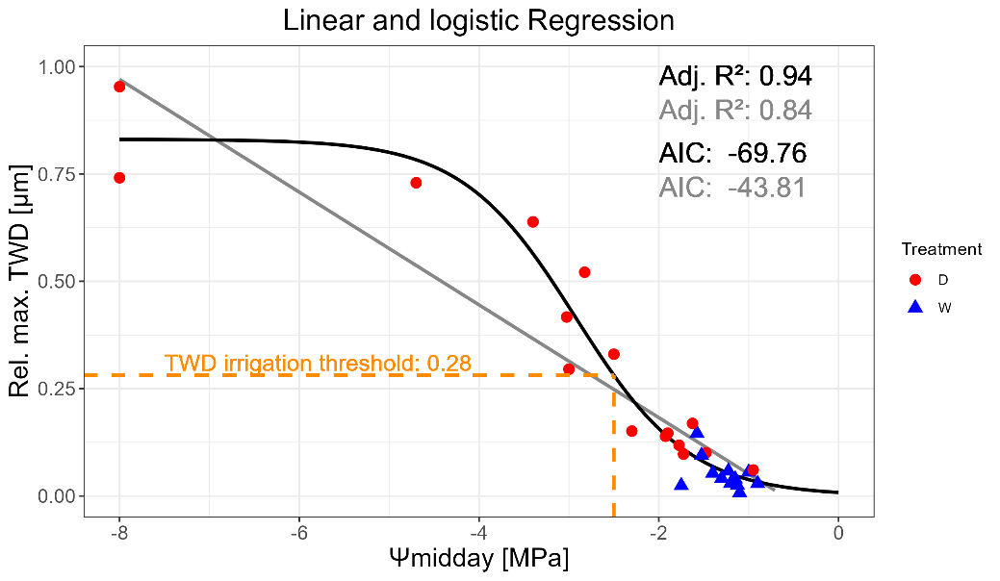 Linear and logistic Regression
Adj. R²: 0.94
Adj. R²: 0.84
AIC: -69.76
AIC: -43.81
TWD irrigation threshold: 0.28
Rel. max. TWD [µm]
1.00
0.75
0.50
0.25
0.00
-8
-6
-4
-2
0
Ψmidday [MPa]
Treatment
D
W